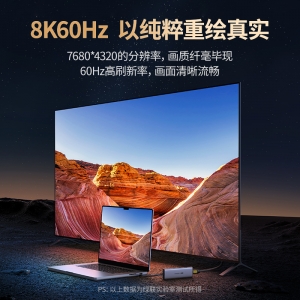 8K60Hz 以纯粹重绘真实
7680*4320的分辨率，画质纤毫毕现
60Hz高刷新率，画面清晰流畅
PS: 以上数据为绿联实验室测试所得